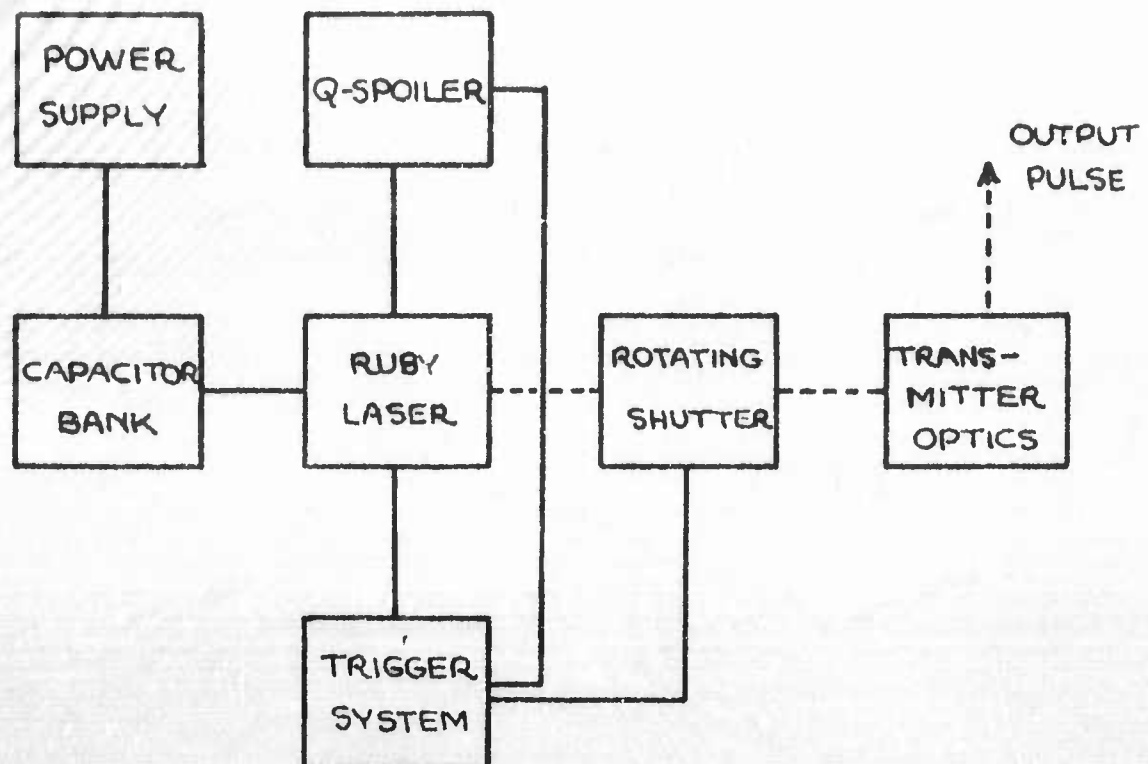 POWER
SUPPLY
Q-SPOILER
OUTPUT
PULSE
CAPACITOR
BANK
RUBY
LASER
ROTATING
SHUTTER
TRANS-
MITTER
OPTICS
TRIGGER
SYSTEM